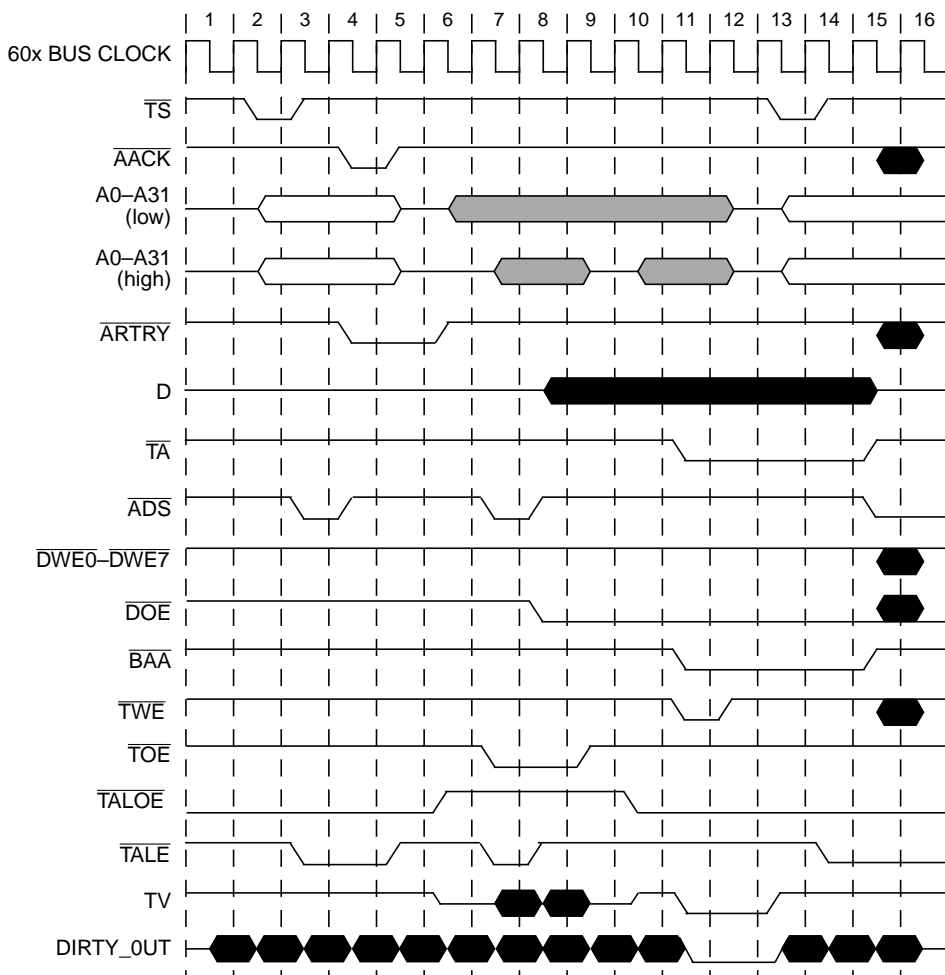 1 2 3 4 5 6 7 8 9 10 11 12 13 14 15 16
60x BUS CLOCK
TS
AACK
A0–A31
(low)
A0–A31
(high)
ARTRY
D
TA
ADS
DWE0–DWE7
DOE
BAA
TWE
TOE
TALOE
TALE
TV
DIRTY_0UT